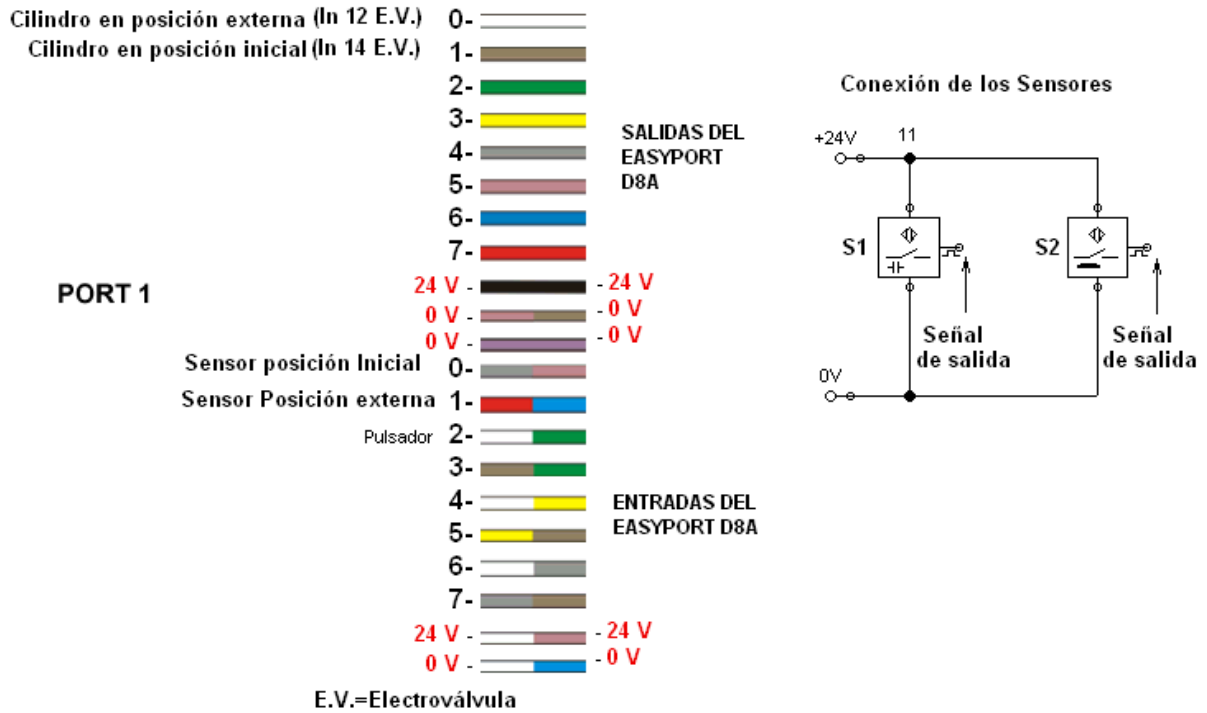 Cilindro en posición externa (In 12 E.V.) 0-
Cilindro en posición inicial (In 14 E.V.) 1-
2-
3-
4-
5-
6-
7-
SALIDAS DEL
EASYPORT
D8A
PORT 1
24 V - - 24 V
0 V - - 0 V
0 V - - 0 V
Sensor posición Inicial 0-
Sensor Posición externa 1-
Pulsador 2-
3-
4-
5-
6-
7-
ENTRADAS DEL
EASYPORT D8A
24 V - - 24 V
0 V - - 0 V
E.V.=Electroválvula
Conexión de los Sensores
+24V 11
S1 S2
Señal
de salida
Señal
de salida
0V